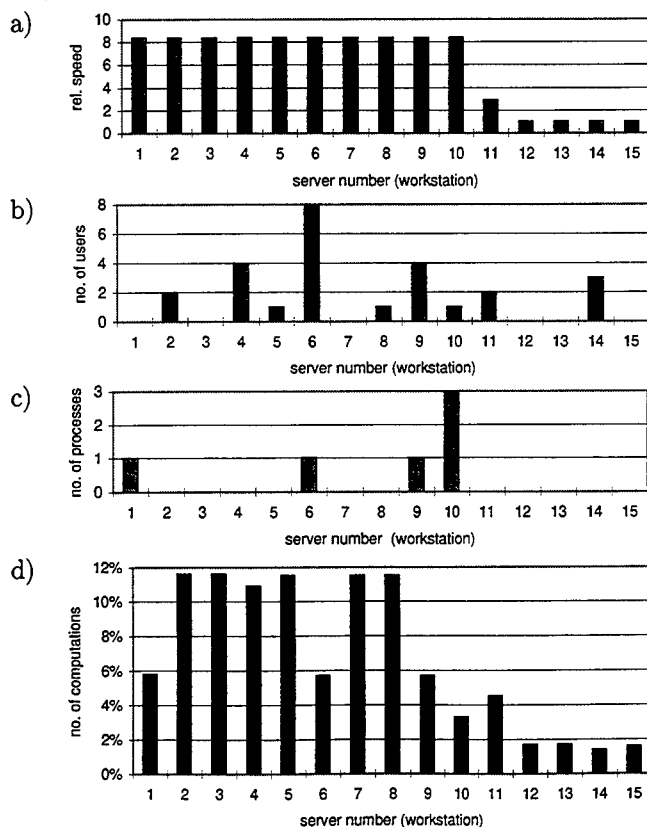 a)
rel. speed
10
8
6
4
2
0
1 2 3 4 5 6 7 8 9 10 11 12 13 14 15
server number (workstation)
b)
no. of users
8
6
4
2
0
1 2 3 4 5 6 7 8 9 10 11 12 13 14 15
server number (workstation)
c)
no. of processes
3
2
1
0
1 2 3 4 5 6 7 8 9 10 11 12 13 14 15
server number (workstation)
d)
no. of computations
12%
10%
8%
6%
4%
2%
0%
1 2 3 4 5 6 7 8 9 10 11 12 13 14 15
server number (workstation)